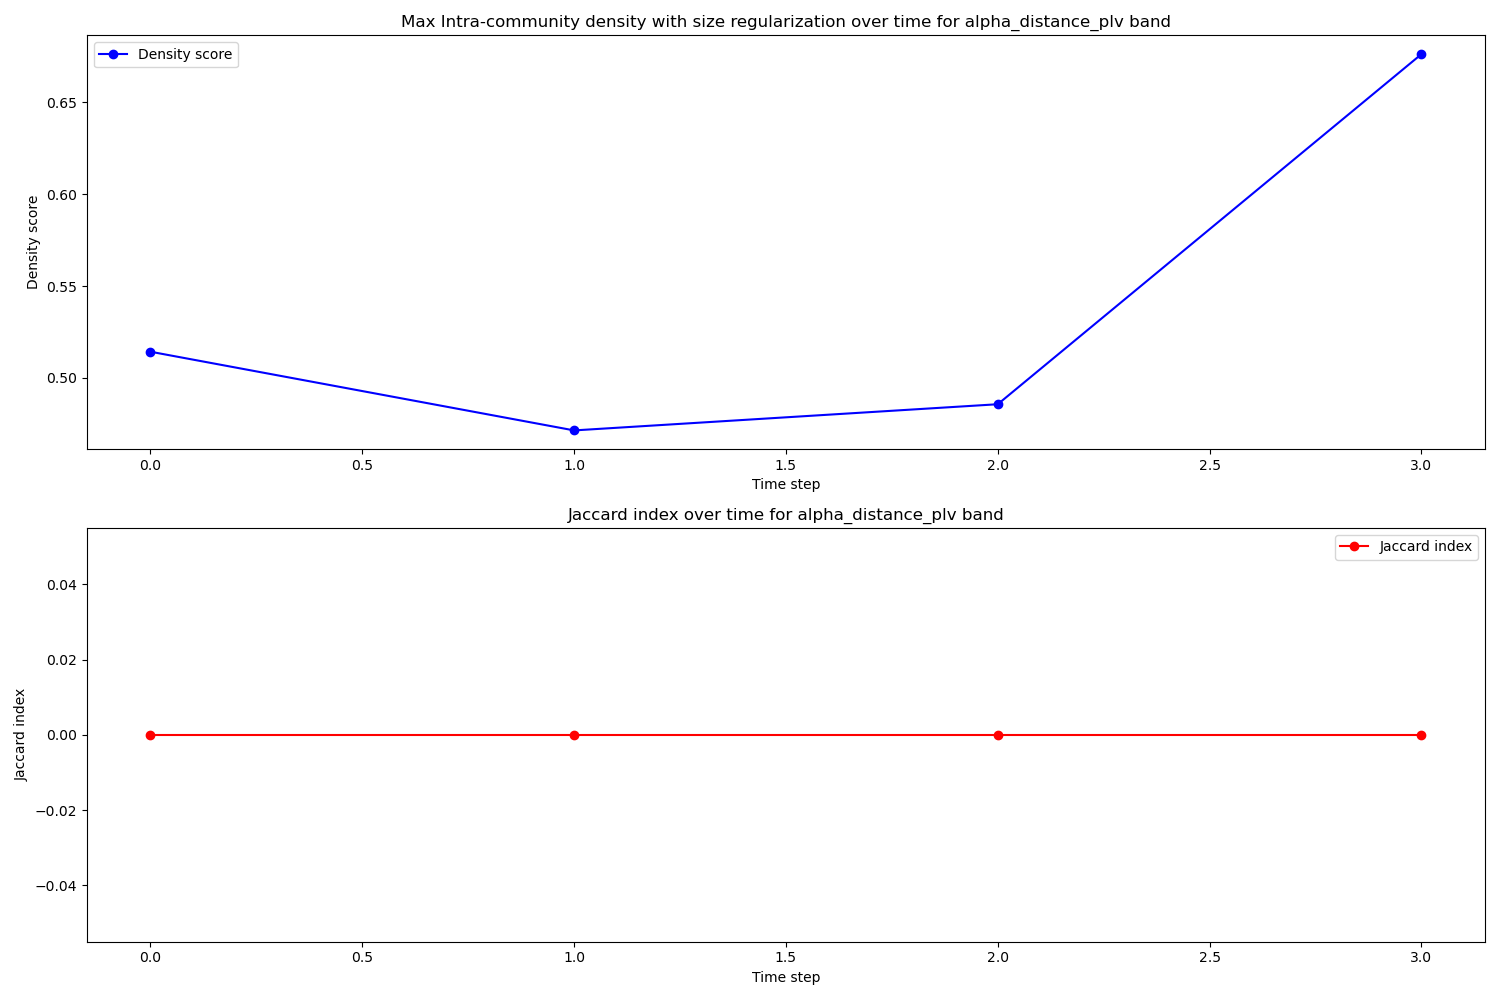 Max Intra-community density with size regularization over time for alpha_distance_plv band
Density score
0.65
0.60
0.55
0.50
Density score
0.0 0.5 1.0 1.5 2.0 2.5 3.0
Time step
Jaccard index over time for alpha_distance_plv band
Jaccard index
0.04
0.02
0.00
−0.02
−0.04
Jaccard index
0.0 0.5 1.0 1.5 2.0 2.5 3.0
Time step